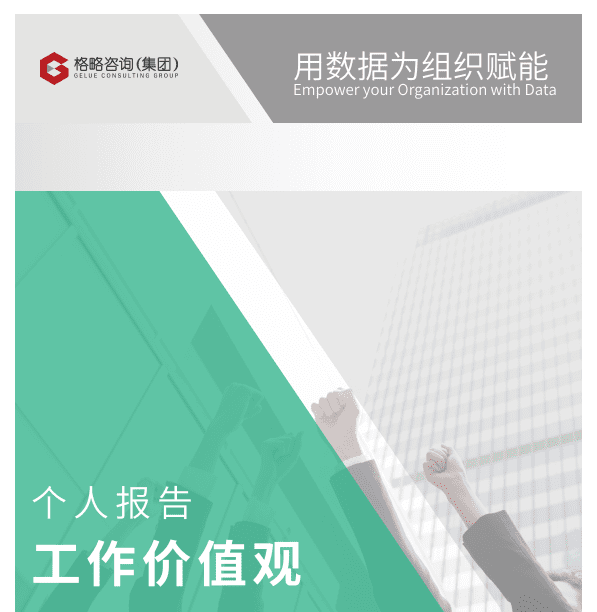 格略咨询(集团)
GELUE CONSULTING GROUP
用数据为组织赋能
Empower your Organization with Data
个人报告
工作价值观